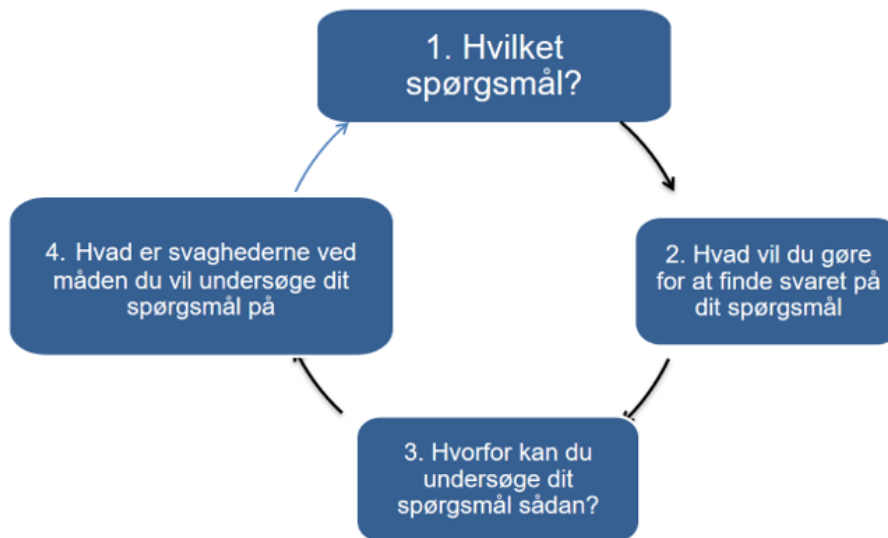 1. Hvilket
spørgsmål?
2. Hvad vil du gøre
for at finde svaret på
dit spørgsmål
3. Hvorfor kan du
undersøge dit
spørgsmål sådan?
4. Hvad er svaghederne ved
måden du vil undersøge dit
spørgsmål på